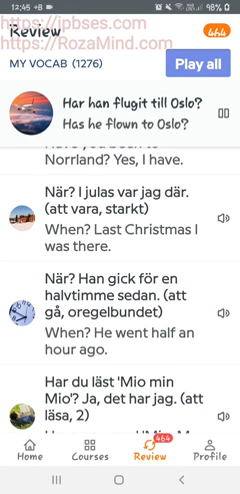 12:45 +B
98%
https://jpbses.com
https://RozaMind.com
Review
464
MY VOCAB (1276)
Play all
Har han flugit till Oslo?
Has he flown to Oslo?
Norrland? Yes, I have.
När? I julas var jag där.
(att vara, starkt)
When? Last Christmas I
was there.
När? Han gick för en
halvtimme sedan. (att
gå, oregelbundet)
When? He went half an
hour ago.
Har du läst 'Mio min
Mio'? Ja, det har jag. (att
läsa, 2)
464
Home
Courses
Review
Profile